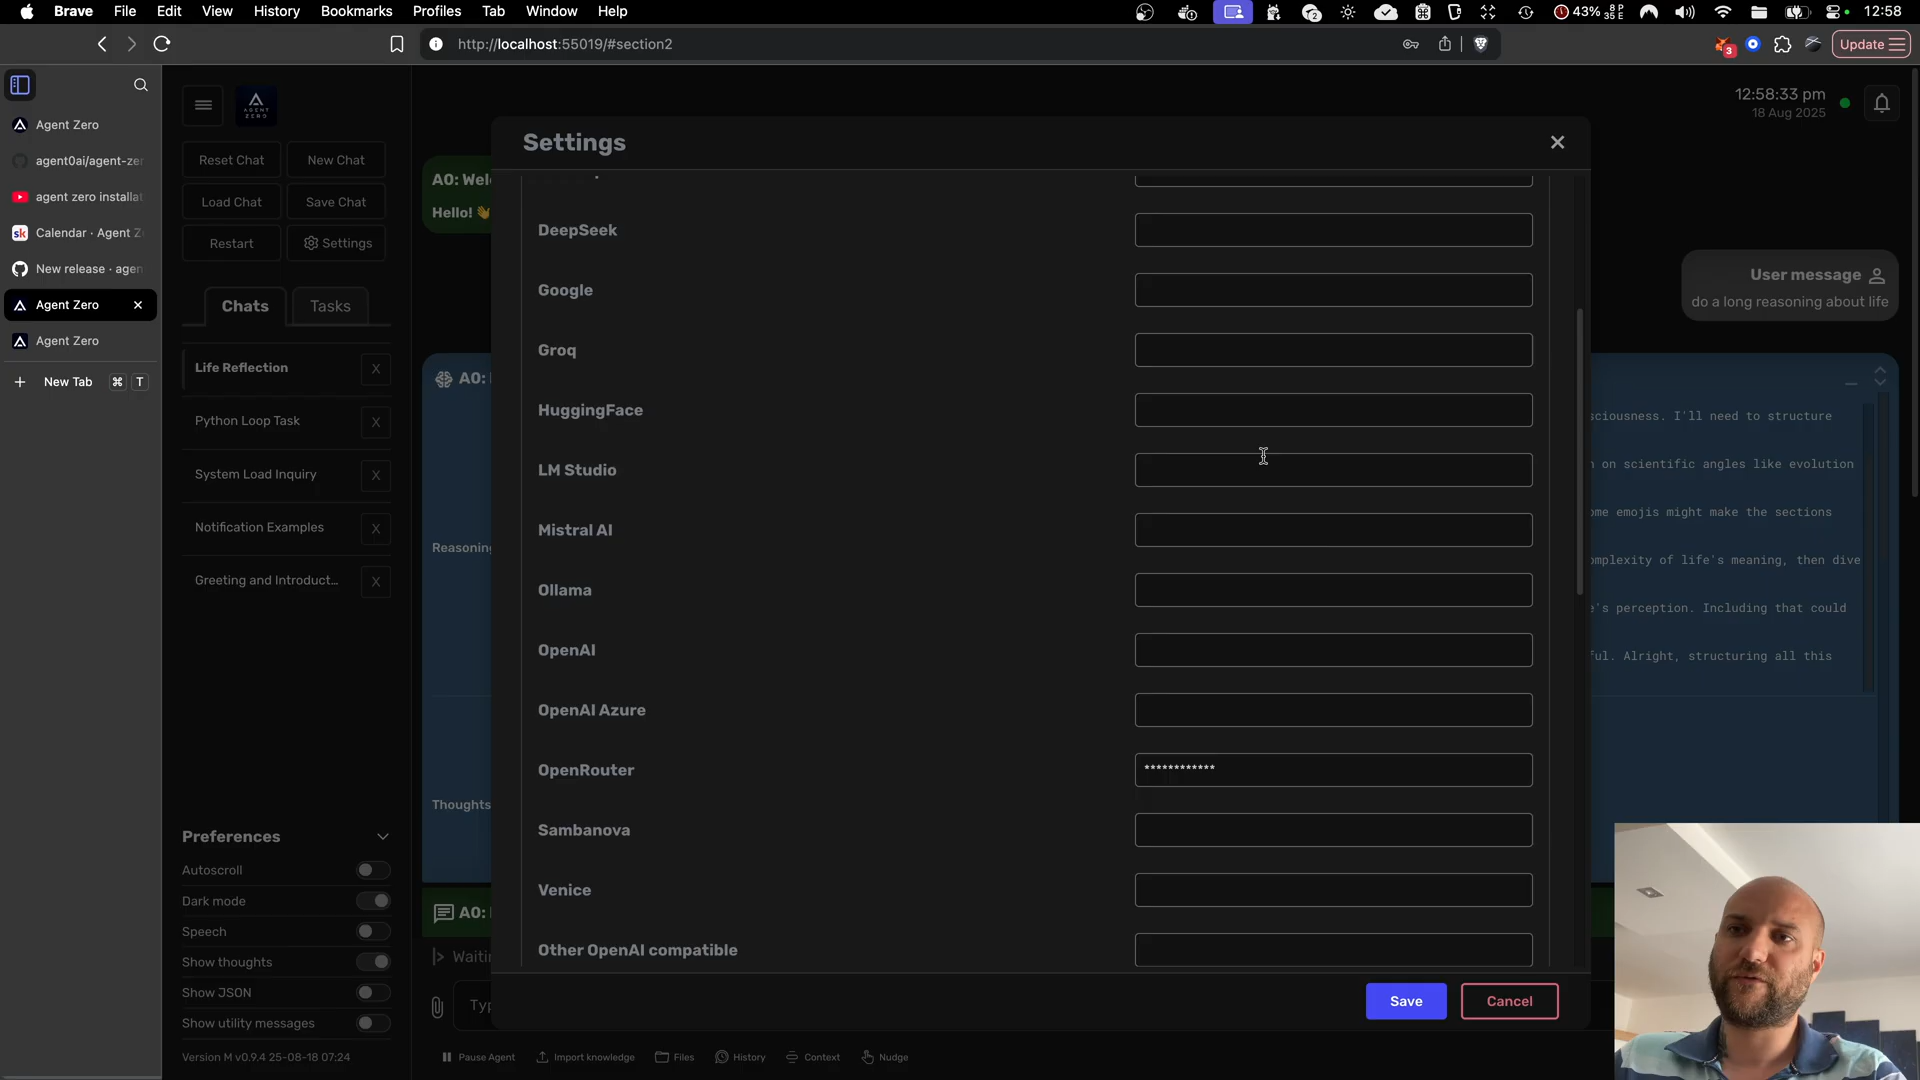 Brave File Edit View History Bookmarks Profiles Tab Window Help
43% 12:58
http://localhost:55019/#section2
3 Update
Agent Zero
agent0ai/agent-zer
agent zero installat
Calendar · Agent Z
New release · agen
Agent Zero
Agent Zero
New Tab ⌘ T
AGENT ZERO
Reset Chat New Chat
Load Chat Save Chat
Restart Settings
Chats Tasks
Life Reflection X
Python Loop Task X
System Load Inquiry X
Notification Examples X
Greeting and Introduct... X
Preferences
Autoscroll
Dark mode
Speech
Show thoughts
Show JSON
Show utility messages
Version M v0.9.4 25-08-18 07:24
12:58:33 pm
18 Aug 2025
A0: Wel
Hello! 👋
User message
do a long reasoning about life
A0:
Reasoning
Thoughts
sciousness. I'll need to structure
n on scientific angles like evolution
ome emojis might make the sections
omplexity of life's meaning, then dive
e's perception. Including that could
ful. Alright, structuring all this
A0:
Waitin
Typ
Settings
DeepSeek
Google
Groq
HuggingFace
LM Studio
Mistral AI
Ollama
OpenAI
OpenAI Azure
OpenRouter ************
Sambanova
Venice
Other OpenAI compatible
Save Cancel
Pause Agent Import knowledge Files History Context Nudge